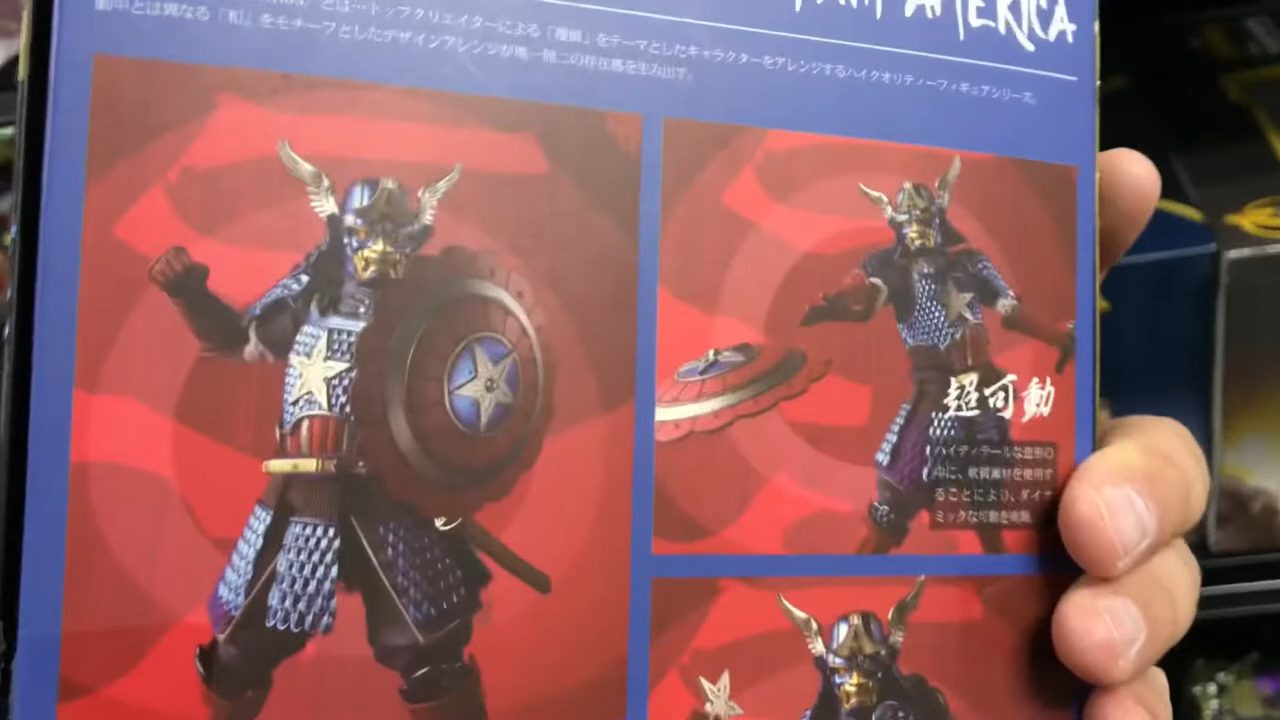 AMERICA
とは…トップクリエイターによる「種類」をテーマとしたキャラクターをアレンジするハイクオリティーフィギュアシリーズ。
劇中とは異なる「和」をモチーフとしたデザインアレンジが唯一無二の存在感を生み出す。
超可動
ハイディテールな造形の
中に、軟質素材を使用す
ることにより、ダイナ
ミックな可動を実現。